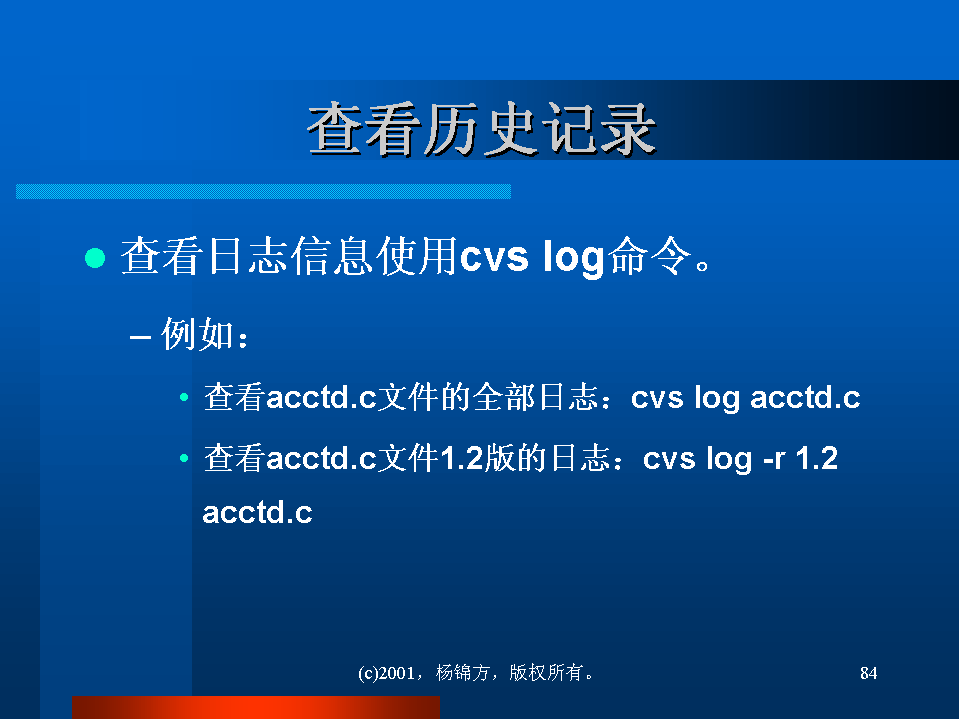 查看历史记录
查看日志信息使用cvs log命令。
– 例如：
查看acctd.c文件的全部日志：cvs log acctd.c
查看acctd.c文件1.2版的日志：cvs log -r 1.2
acctd.c
(c)2001，杨锦方，版权所有。
84